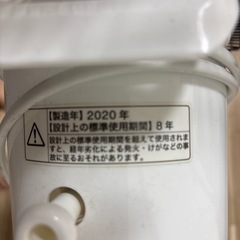 【製造年】2020年
【設計上の標準使用期間】8年
設計上の標準使用期間を超えて使用されますと、経年劣化による発火・けがなどの事故に至るおそれがあります。